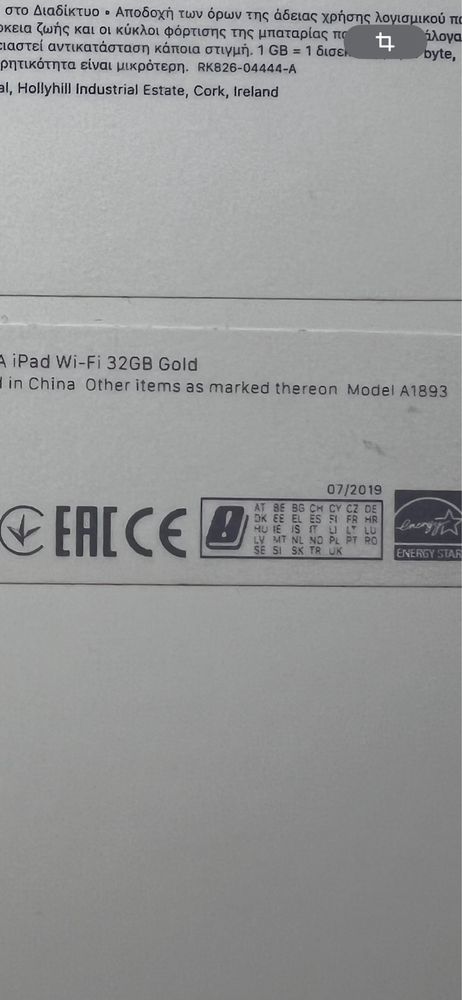 στο Διαδίκτυο • Αποδοχή των όρων της άδειας χρήσης λογισμικού
ζωής και οι κύκλοι φόρτισης της μπαταρίας
αντικατάσταση κάποια στιγμή. 1 GB = 1 byte,
είναι μικρότερη. RK826-04444-A
Hollyhill Industrial Estate, Cork, Ireland
A iPad Wi-Fi 32GB Gold
in China Other items as marked thereon Model A1893
07/2019
EAC CE
AT BE BG CH CY CZ DE
DK EE EL ES FI FR HR
HU IE IS IT LI LT LU
LV MT NL NO PL PT RO
SE SI SK TR UK
energy
ENERGY STAR